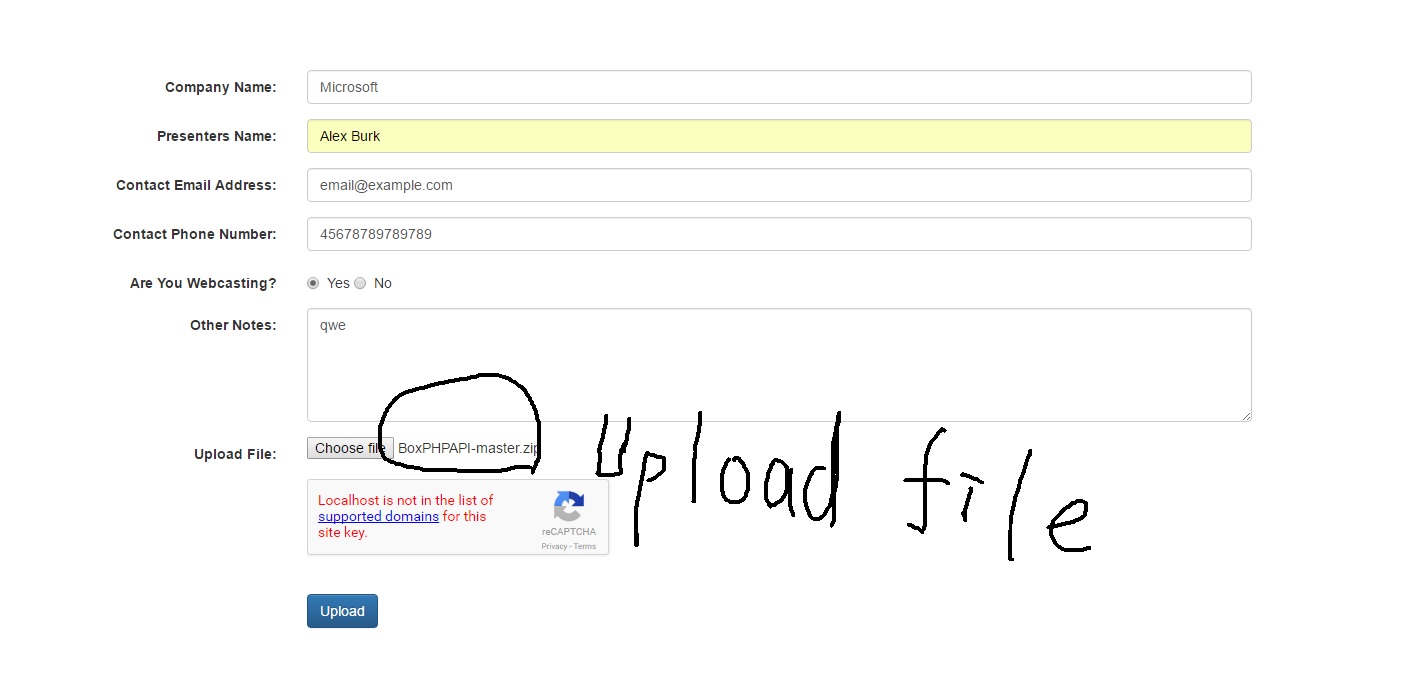 Company Name: Microsoft
Presenters Name: Alex Burk
Contact Email Address: email@example.com
Contact Phone Number: 45678789789789
Are You Webcasting? Yes No
Other Notes: qwe
Upload File: Choose file BoxPHPAPI-master.zip
Upload file
Localhost is not in the list of
supported domains for this
site key.
reCAPTCHA
Privacy - Terms
Upload